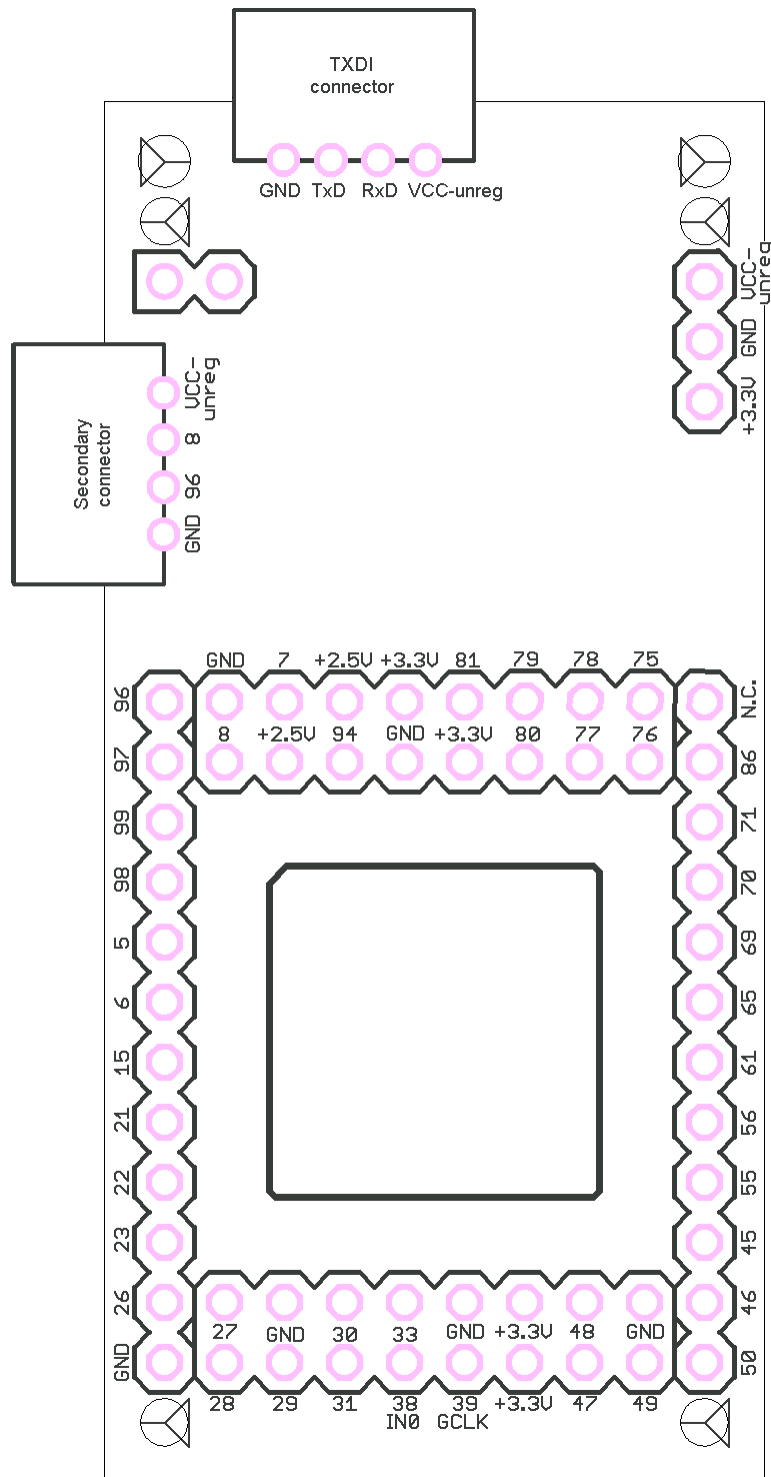 TXDI
connector
GND TxD RxD VCC-unreg
VCC-
unreg
GND
+3.3V
Secondary
connector
VCC-
unreg
8
96
GND
GND 7 +2.5V +3.3V 81 79 78 75
8 +2.5V 94 GND +3.3V 80 77 76
96
97
99
98
5
6
15
21
22
23
26
GND
N.C.
86
71
70
69
65
61
56
55
45
46
50
27 GND 30 33 GND +3.3V 48 GND
28 29 31 38 39 +3.3V 47 49
IN0 GCLK